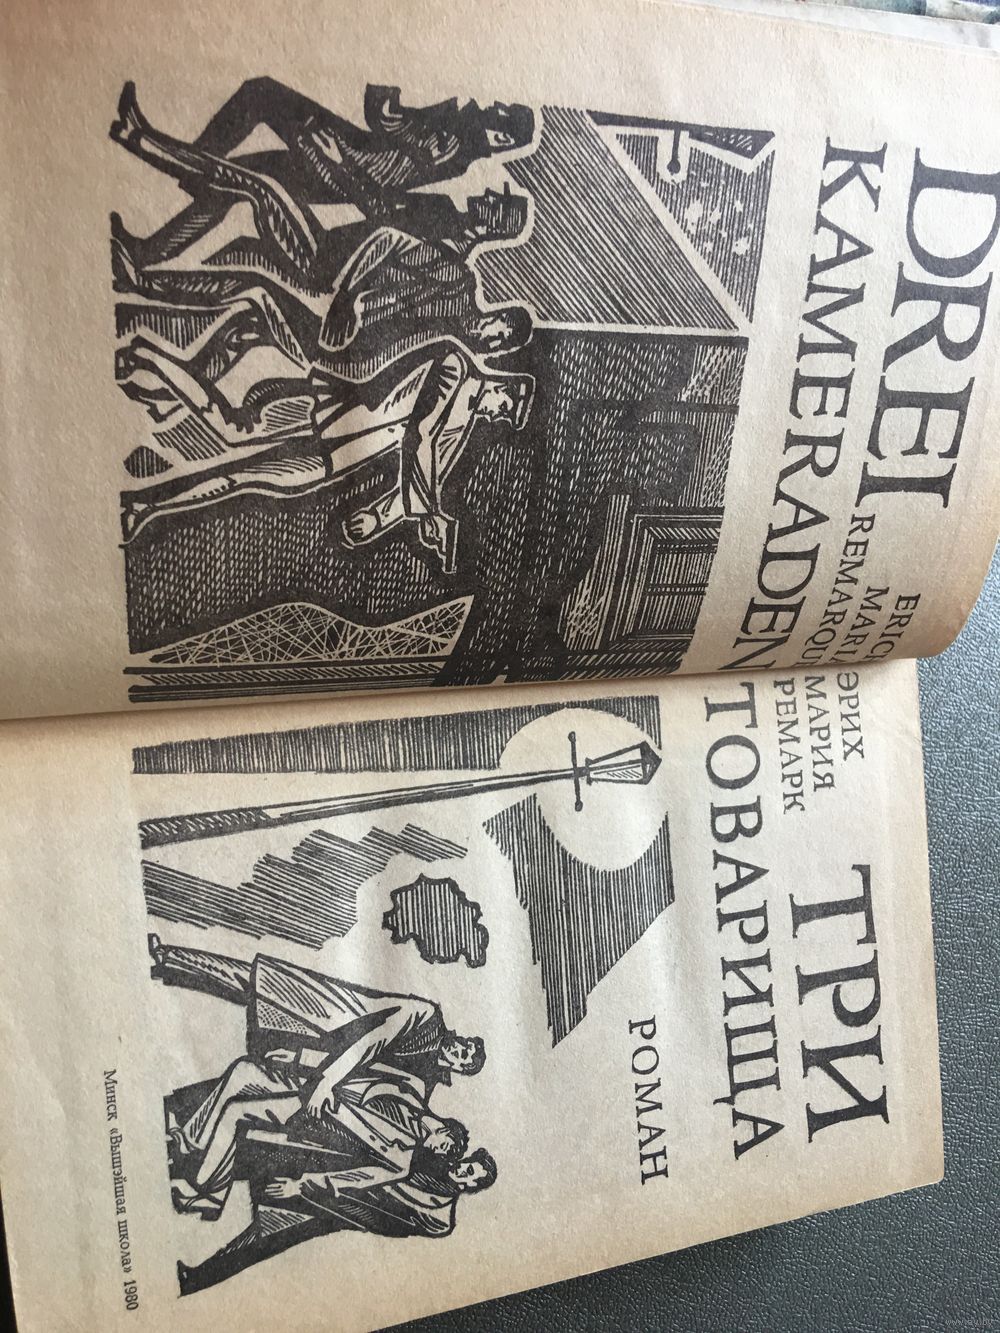 DREI
KAMERADEN
ERICH
MARIA
REMARQUE
ТРИ
ТОВАРИЩА
ЭРИХ
МАРИЯ
РЕМАРК
РОМАН
Минск «Вышэйшая школа» 1980